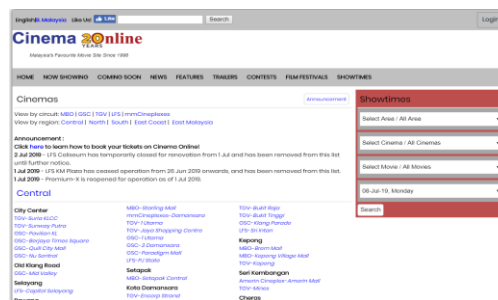 English|B. Malaysia Like Us! Like Search Login
Cinema 20nline
YEARS
Malaysia's Favourite Movie Site Since 1999
HOME NOW SHOWING COMING SOON NEWS FEATURES TRAILERS CONTESTS FILM FESTIVALS SHOWTIMES
Cinemas Announcement
View by circuit: MBO | GSC | TGV | LFS | mmCineplexes
View by region: Central | North | South | East Coast | East Malaysia
Announcement :
Click here to learn how to book your tickets on Cinema Online!
2 Jul 2019 - LFS Coliseum has temporarily closed for renovation from 1 Jul and has been removed from this list
until further notice.
1 Jul 2019 - LFS KM Plaza has ceased operation from 26 Jun 2019 onwards, and has been removed from this list.
1 Jul 2019 - Premium-X is reopened for operation as of 1 Jul 2019.
Central
City Center
TGV-Suria KLCC
TGV-Sunway Putra
GSC-Pavilion KL
GSC-Berjaya Times Square
GSC-Quill City Mall
GSC-Nu Sentral
Old Klang Road
GSC-Mid Valley
Selayang
LFS-Capitol Selayang
MBO-Starling Mall
mmCineplexes-Damansara
TGV-1 Utama
TGV-Jaya Shopping Centre
GSC-1 Utama
GSC-3 Damansara
GSC-Paradigm Mall
LFS-PJ State
Setapak
MBO-Setapak Central
Kota Damansara
TGV-Encorp Strand
TGV-Bukit Raja
TGV-Bukit Tinggi
GSC-Klang Parade
LFS-Sri Intan
Kepong
MBO-Brem Mall
MBO-Kepong Village Mall
TGV-Kepong
Seri Kembangan
Amerin Cineplex-Amerin Mall
TGV-Mines
Cheras
Showtimes
Select Area / All Area
Select Cinema / All Cinemas
Select Movie / All Movies
08-Jul-19, Monday
Search